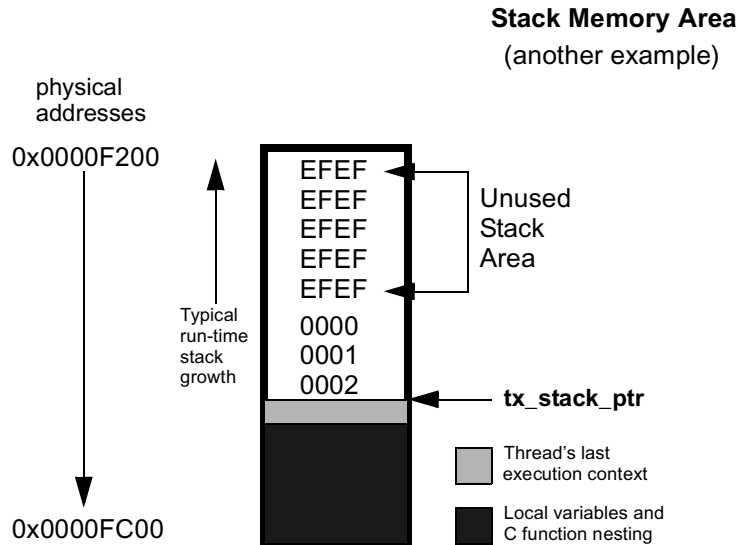 Stack Memory Area
(another example)
physical
addresses
0x0000F200
EFEF
EFEF
EFEF
EFEF
EFEF
Unused
Stack
Area
Typical
run-time
stack
growth
0000
0001
0002
tx_stack_ptr
Thread's last
execution context
Local variables and
C function nesting
0x0000FC00